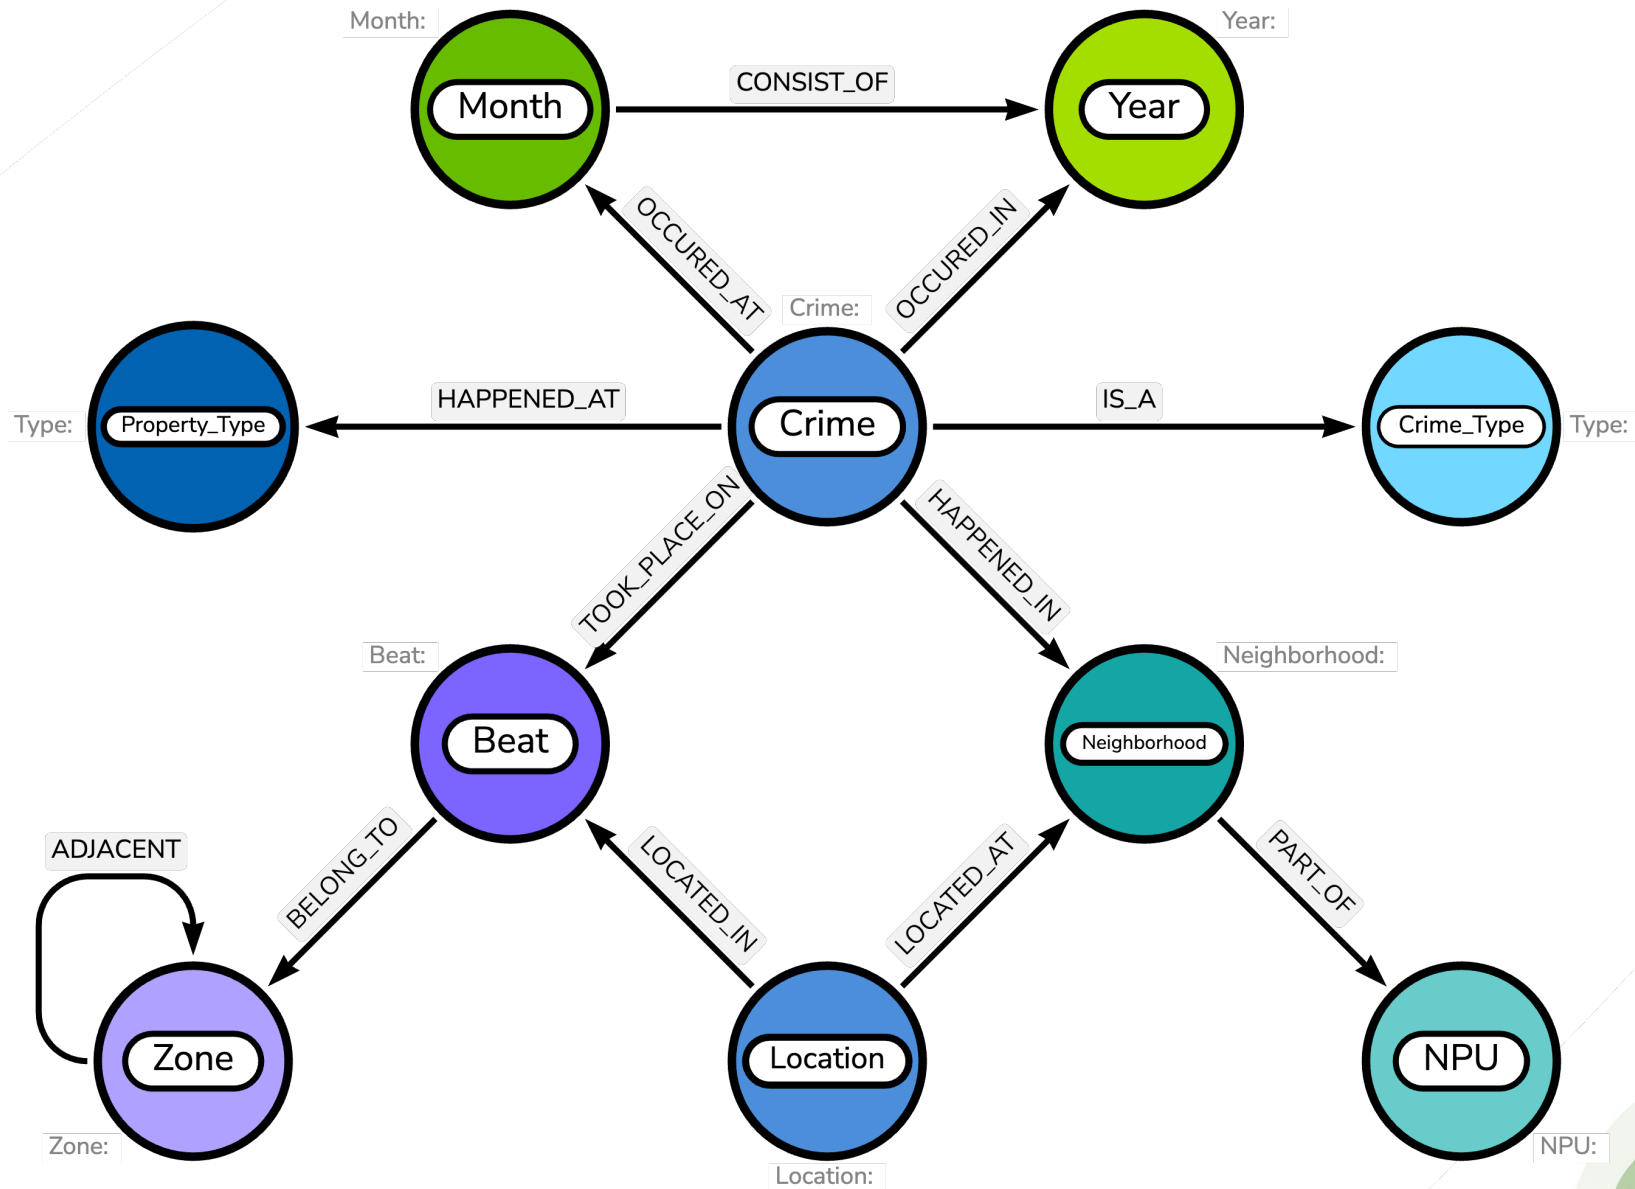 Month:
Year:
Month
CONSIST_OF
Year
OCCURED_AT
OCCURED_IN
Crime:
Type:
Property_Type
HAPPENED_AT
Crime
IS_A
Crime_Type
Type:
TOOK_PLACE_ON
HAPPENED_IN
Beat:
Neighborhood:
Beat
Neighborhood
ADJACENT
BELONG_TO
LOCATED_IN
LOCATED_AT
PART_OF
Zone
Location
NPU
Zone:
Location:
NPU: